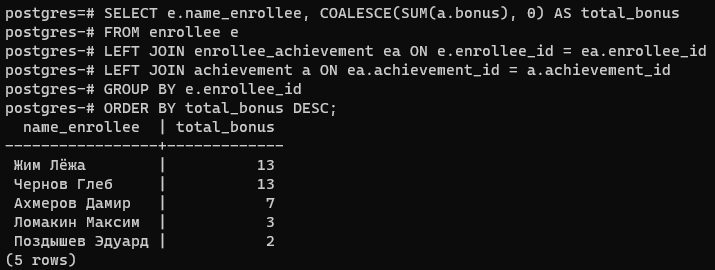 postgres=# SELECT e.name_enrollee, COALESCE(SUM(a.bonus), 0) AS total_bonus
postgres-# FROM enrollee e
postgres-# LEFT JOIN enrollee_achievement ea ON e.enrollee_id = ea.enrollee_id
postgres-# LEFT JOIN achievement a ON ea.achievement_id = a.achievement_id
postgres-# GROUP BY e.enrollee_id
postgres-# ORDER BY total_bonus DESC;
  name_enrollee  | total_bonus
-----------------+-------------
 Жим Лёжа        |          13
 Чернов Глеб     |          13
 Ахмеров Дамир   |           7
 Ломакин Максим  |           3
 Поздышев Эдуард |           2
(5 rows)